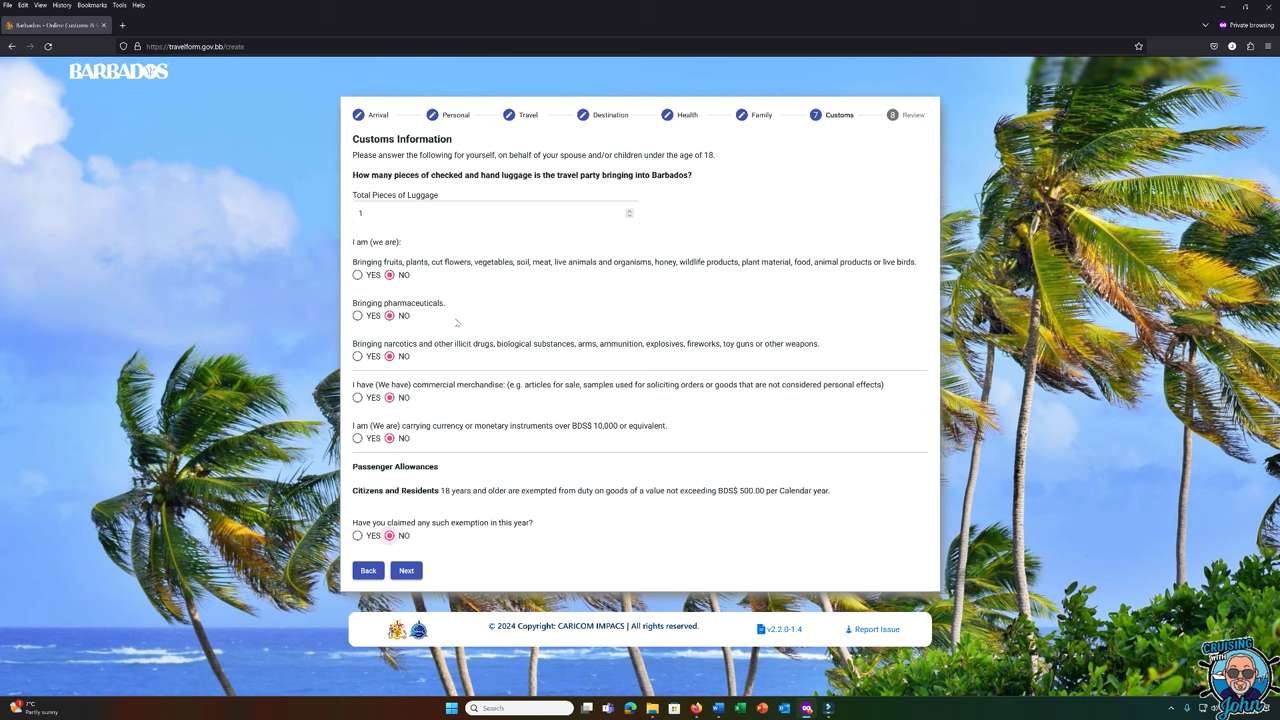 File Edit View History Bookmarks Tools Help
Barbados - Online Customs &
Private browsing
https://travelform.gov.bb/create
BARBADOS
Arrival Personal Travel Destination Health Family 7 Customs 8 Review
Customs Information
Please answer the following for yourself, on behalf of your spouse and/or children under the age of 18.
How many pieces of checked and hand luggage is the travel party bringing into Barbados?
Total Pieces of Luggage
1
I am (we are):
Bringing fruits, plants, cut flowers, vegetables, soil, meat, live animals and organisms, honey, wildlife products, plant material, food, animal products or live birds.
YES NO
Bringing pharmaceuticals.
YES NO
Bringing narcotics and other illicit drugs, biological substances, arms, ammunition, explosives, fireworks, toy guns or other weapons.
YES NO
I have (We have) commercial merchandise: (e.g. articles for sale, samples used for soliciting orders or goods that are not considered personal effects)
YES NO
I am (We are) carrying currency or monetary instruments over BDS$ 10,000 or equivalent.
YES NO
Passenger Allowances
Citizens and Residents 18 years and older are exempted from duty on goods of a value not exceeding BDS$ 500.00 per Calendar year.
Have you claimed any such exemption in this year?
YES NO
Back Next
© 2024 Copyright: CARICOM IMPACS | All rights reserved.
v2.2.0-1.4
Report Issue
CRUISING
WITH
John
7°C
Partly sunny
Search